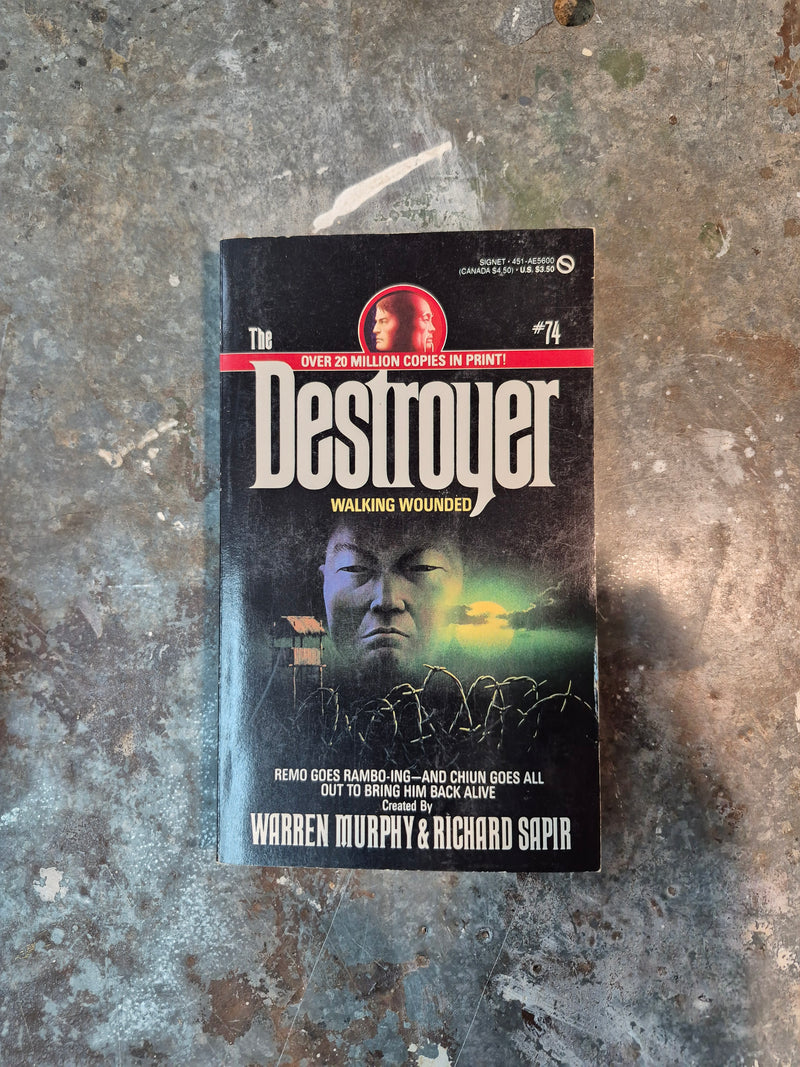 SIGNET • 451-AE5600
(CANADA $4.50) • U.S. $3.50
The
#74
OVER 20 MILLION COPIES IN PRINT!
Destroyer
WALKING WOUNDED
REMO GOES RAMBO-ING—AND CHIUN GOES ALL
OUT TO BRING HIM BACK ALIVE
Created By
WARREN MURPHY & RICHARD SAPIR